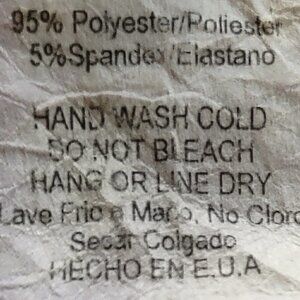 95% Polyester/Poliester
5%Spandex/Elastano
HAND WASH COLD
DO NOT BLEACH
HANG OR LINE DRY
Lave Frio a Mano, No Cloro
Secar Colgado
HECHO EN E.U.A